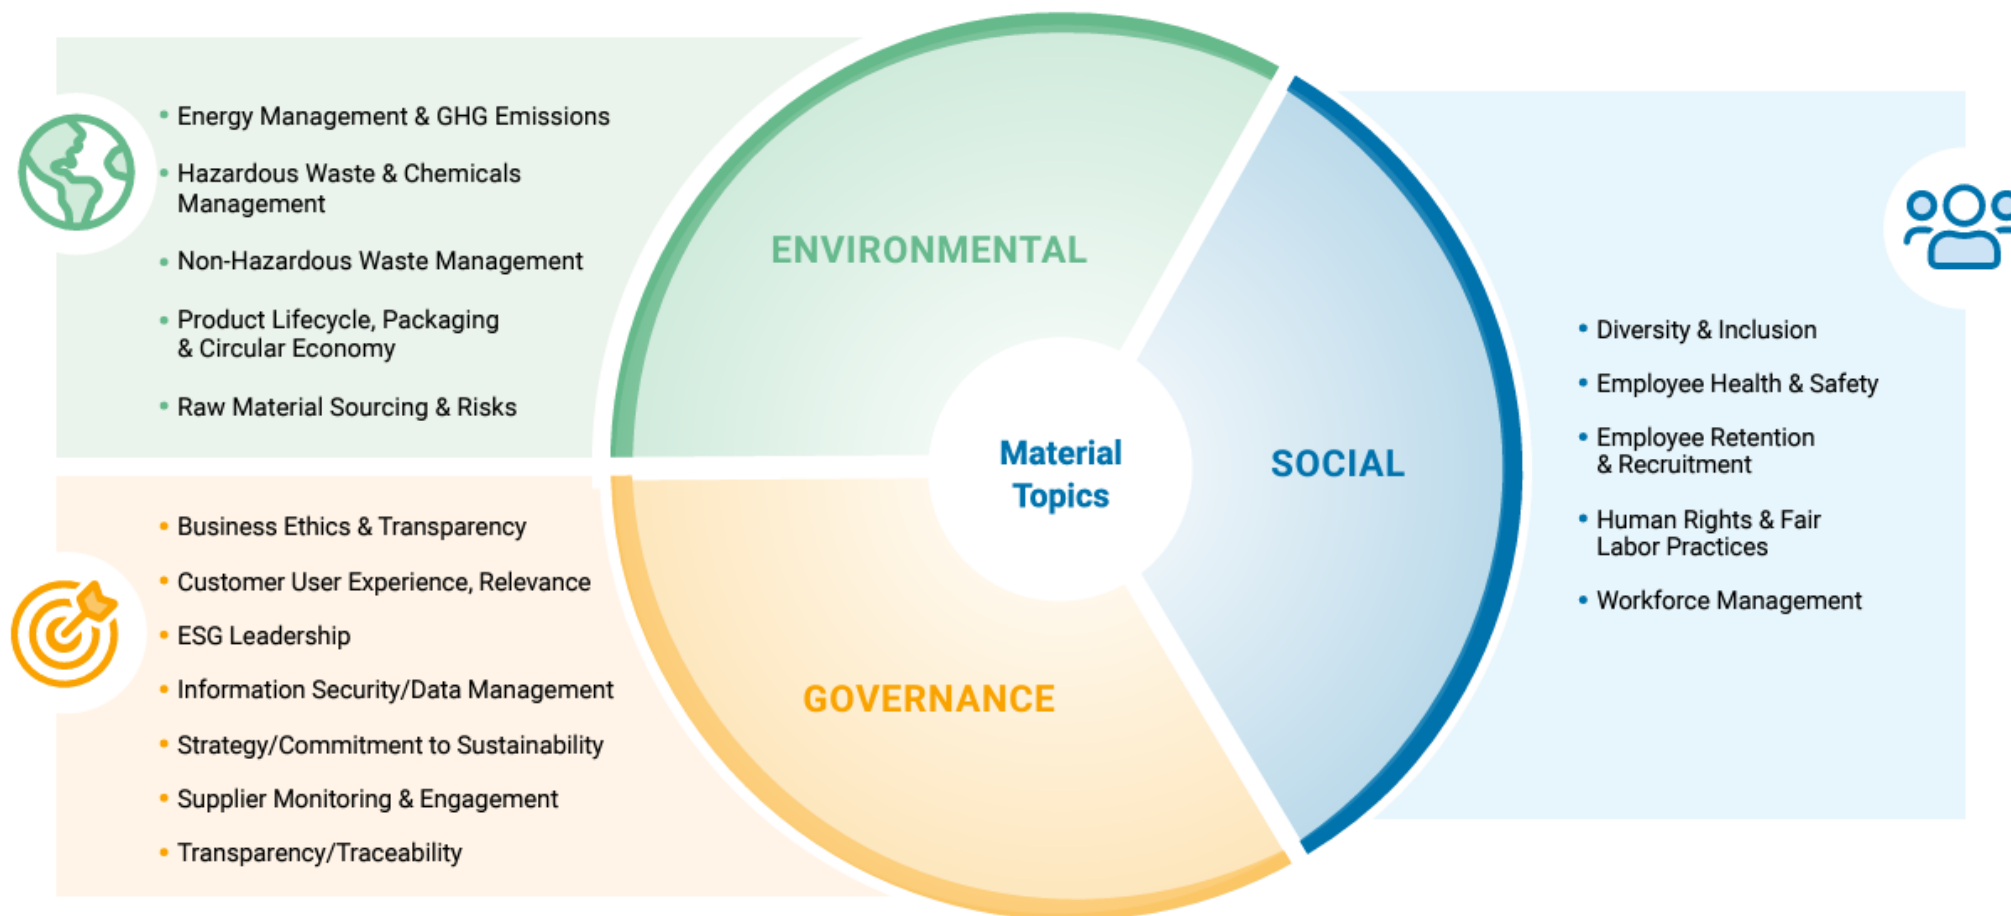 Energy Management & GHG Emissions
Hazardous Waste & Chemicals
Management
Non-Hazardous Waste Management
Product Lifecycle, Packaging
& Circular Economy
Raw Material Sourcing & Risks
Business Ethics & Transparency
Customer User Experience, Relevance
ESG Leadership
Information Security/Data Management
Strategy/Commitment to Sustainability
Supplier Monitoring & Engagement
Transparency/Traceability
ENVIRONMENTAL
Material
Topics
SOCIAL
GOVERNANCE
Diversity & Inclusion
Employee Health & Safety
Employee Retention
& Recruitment
Human Rights & Fair
Labor Practices
Workforce Management